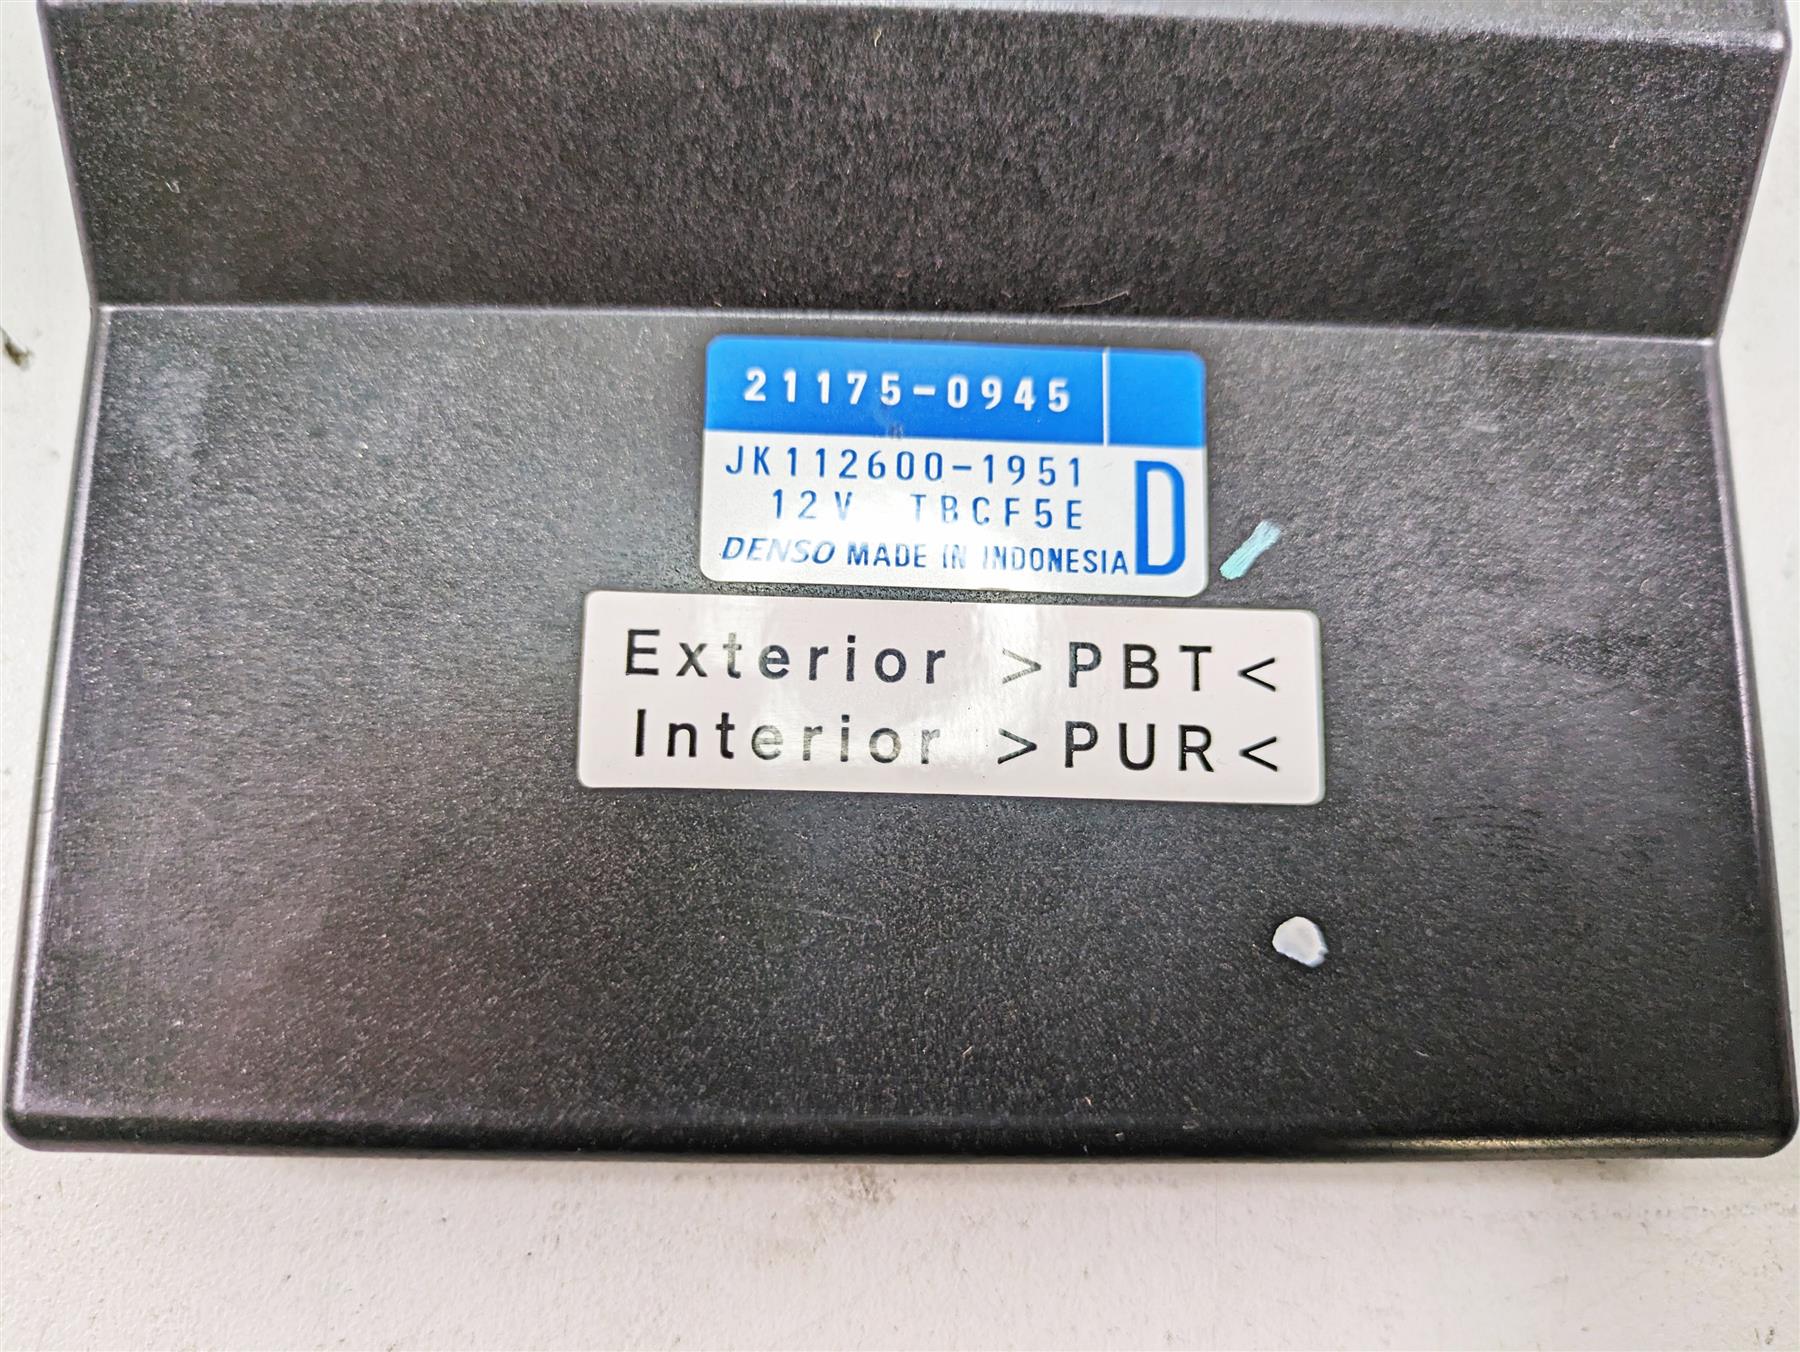 21175-0945
JK112600-1951
12V TBCF5E
D
DENSO MADE IN INDONESIA
Exterior >PBT<
Interior >PUR<